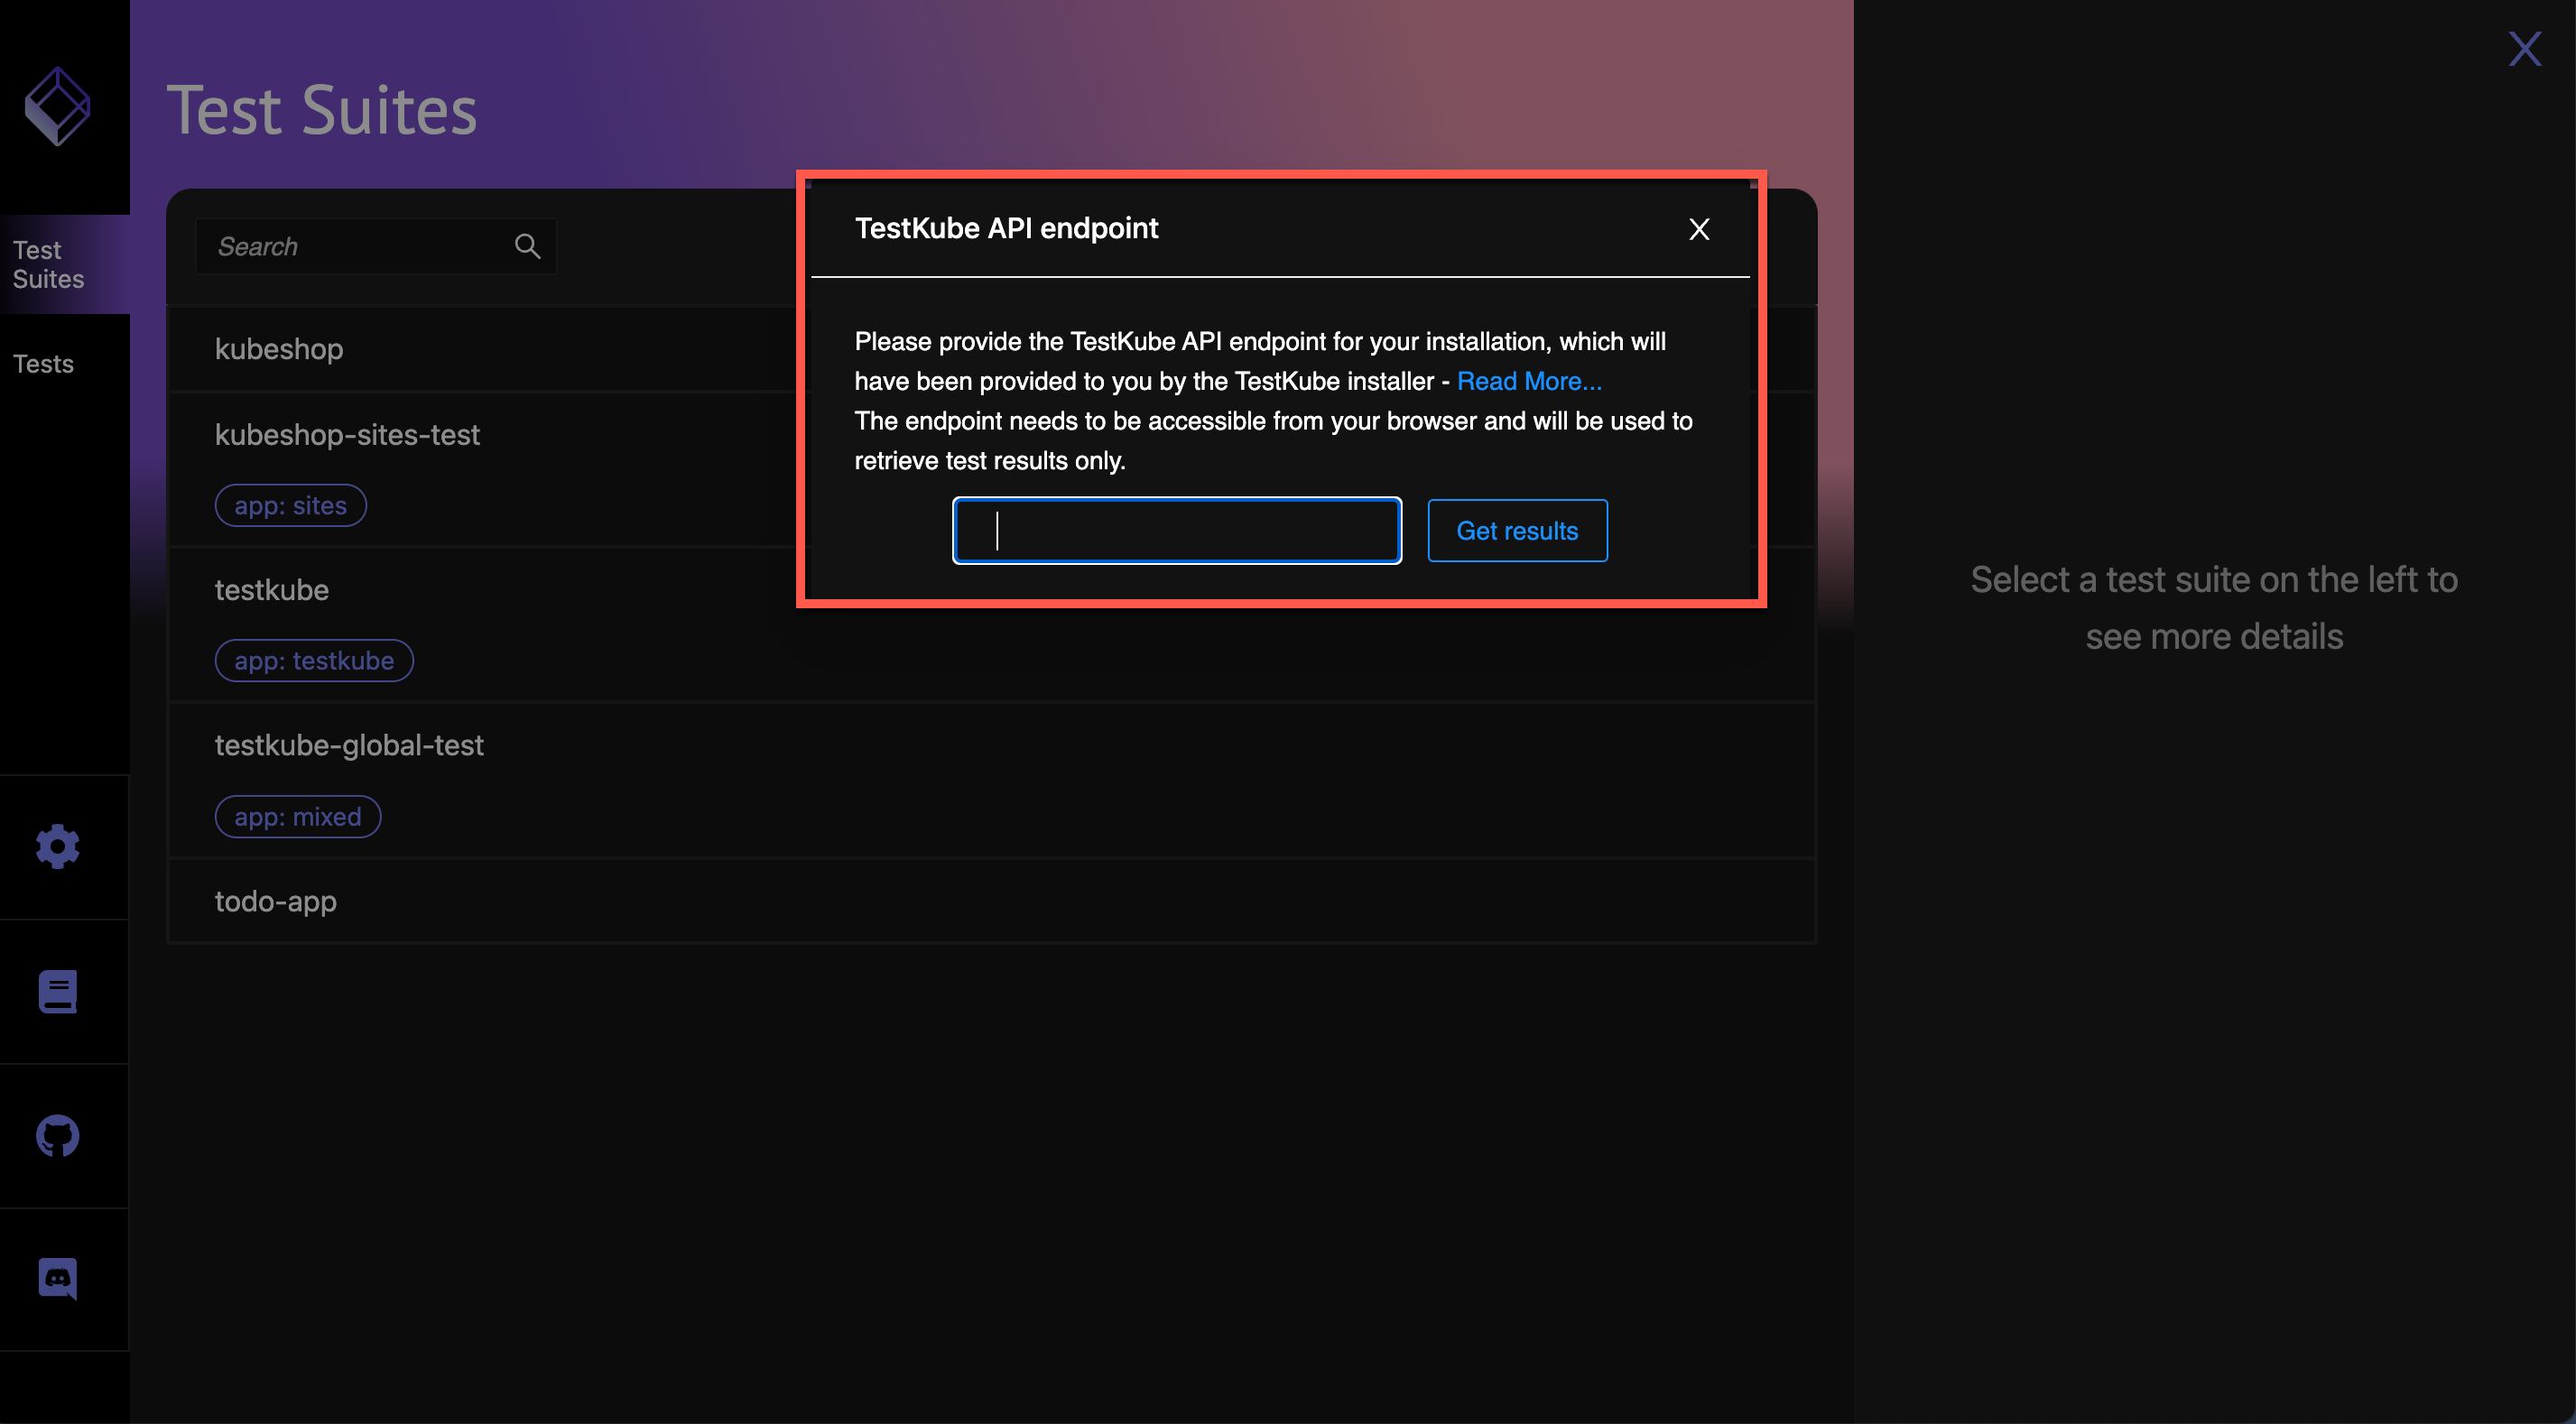 Test Suites
Test
Suites
Tests
Search
kubeshop
kubeshop-sites-test
app: sites
testkube
app: testkube
testkube-global-test
app: mixed
todo-app
TestKube API endpoint
Please provide the TestKube API endpoint for your installation, which will
have been provided to you by the TestKube installer - Read More...
The endpoint needs to be accessible from your browser and will be used to
retrieve test results only.
Get results
Select a test suite on the left to
see more details